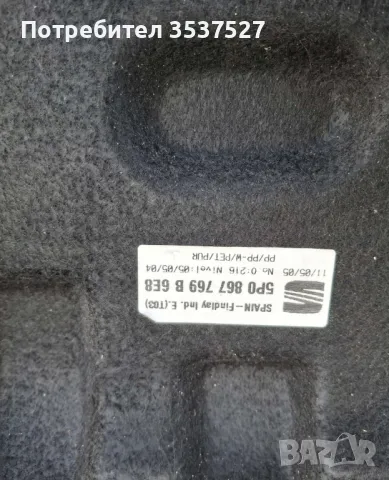 Потребител 3537527
SPAIN-Findlay Ind. E.(T03)
5P0 867 769 B 6E8
11/05/05 No O:216 Nivel:05/05/04
PP/PP-W/PET/PUR
BAZAR